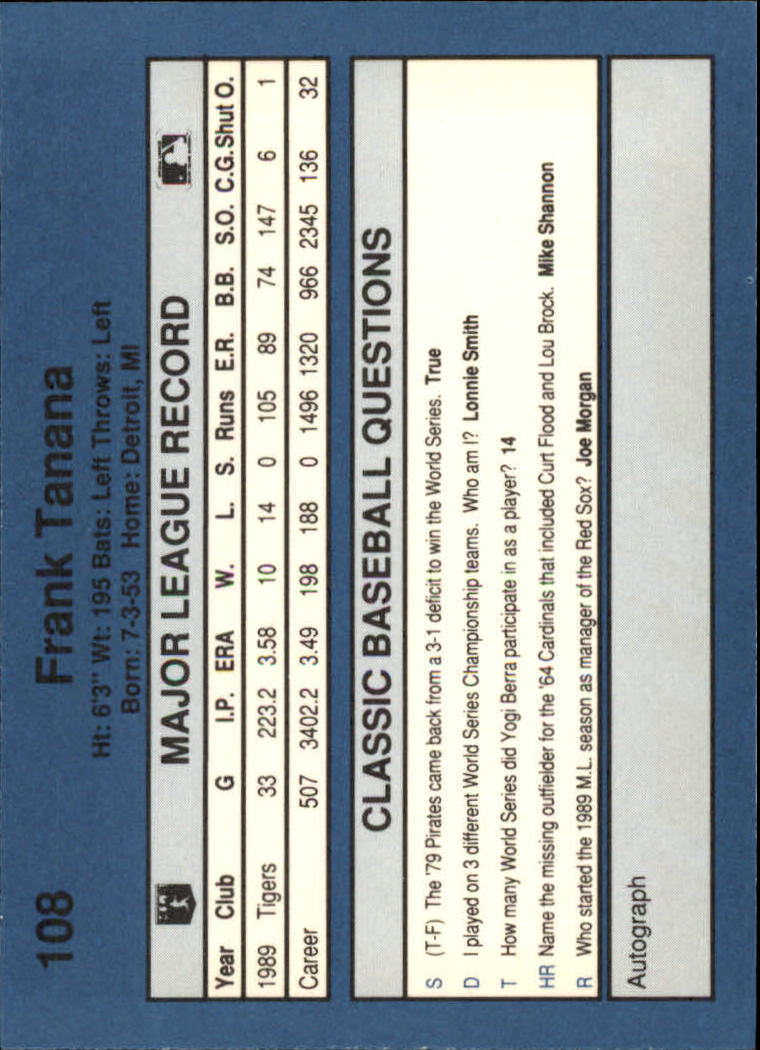 108 Frank Tanana
Ht: 6'3" Wt: 195 Bats: Left Throws: Left
Born: 7-3-53 Home: Detroit, MI
MAJOR LEAGUE RECORD
Year Club G I.P. ERA W. L. S. Runs E.R. B.B. S.O. C.G. Shut O.
1989 Tigers 33 223.2 3.58 10 14 0 105 89 74 147 6 1
Career 507 3402.2 3.49 198 188 0 1496 1320 966 2345 136 32
CLASSIC BASEBALL QUESTIONS
S (T-F) The '79 Pirates came back from a 3-1 deficit to win the World Series. True
D I played on 3 different World Series Championship teams. Who am I? Lonnie Smith
T How many World Series did Yogi Berra participate in as a player? 14
HR Name the missing outfielder for the '64 Cardinals that included Curt Flood and Lou Brock. Mike Shannon
R Who started the 1989 M.L. season as manager of the Red Sox? Joe Morgan
Autograph